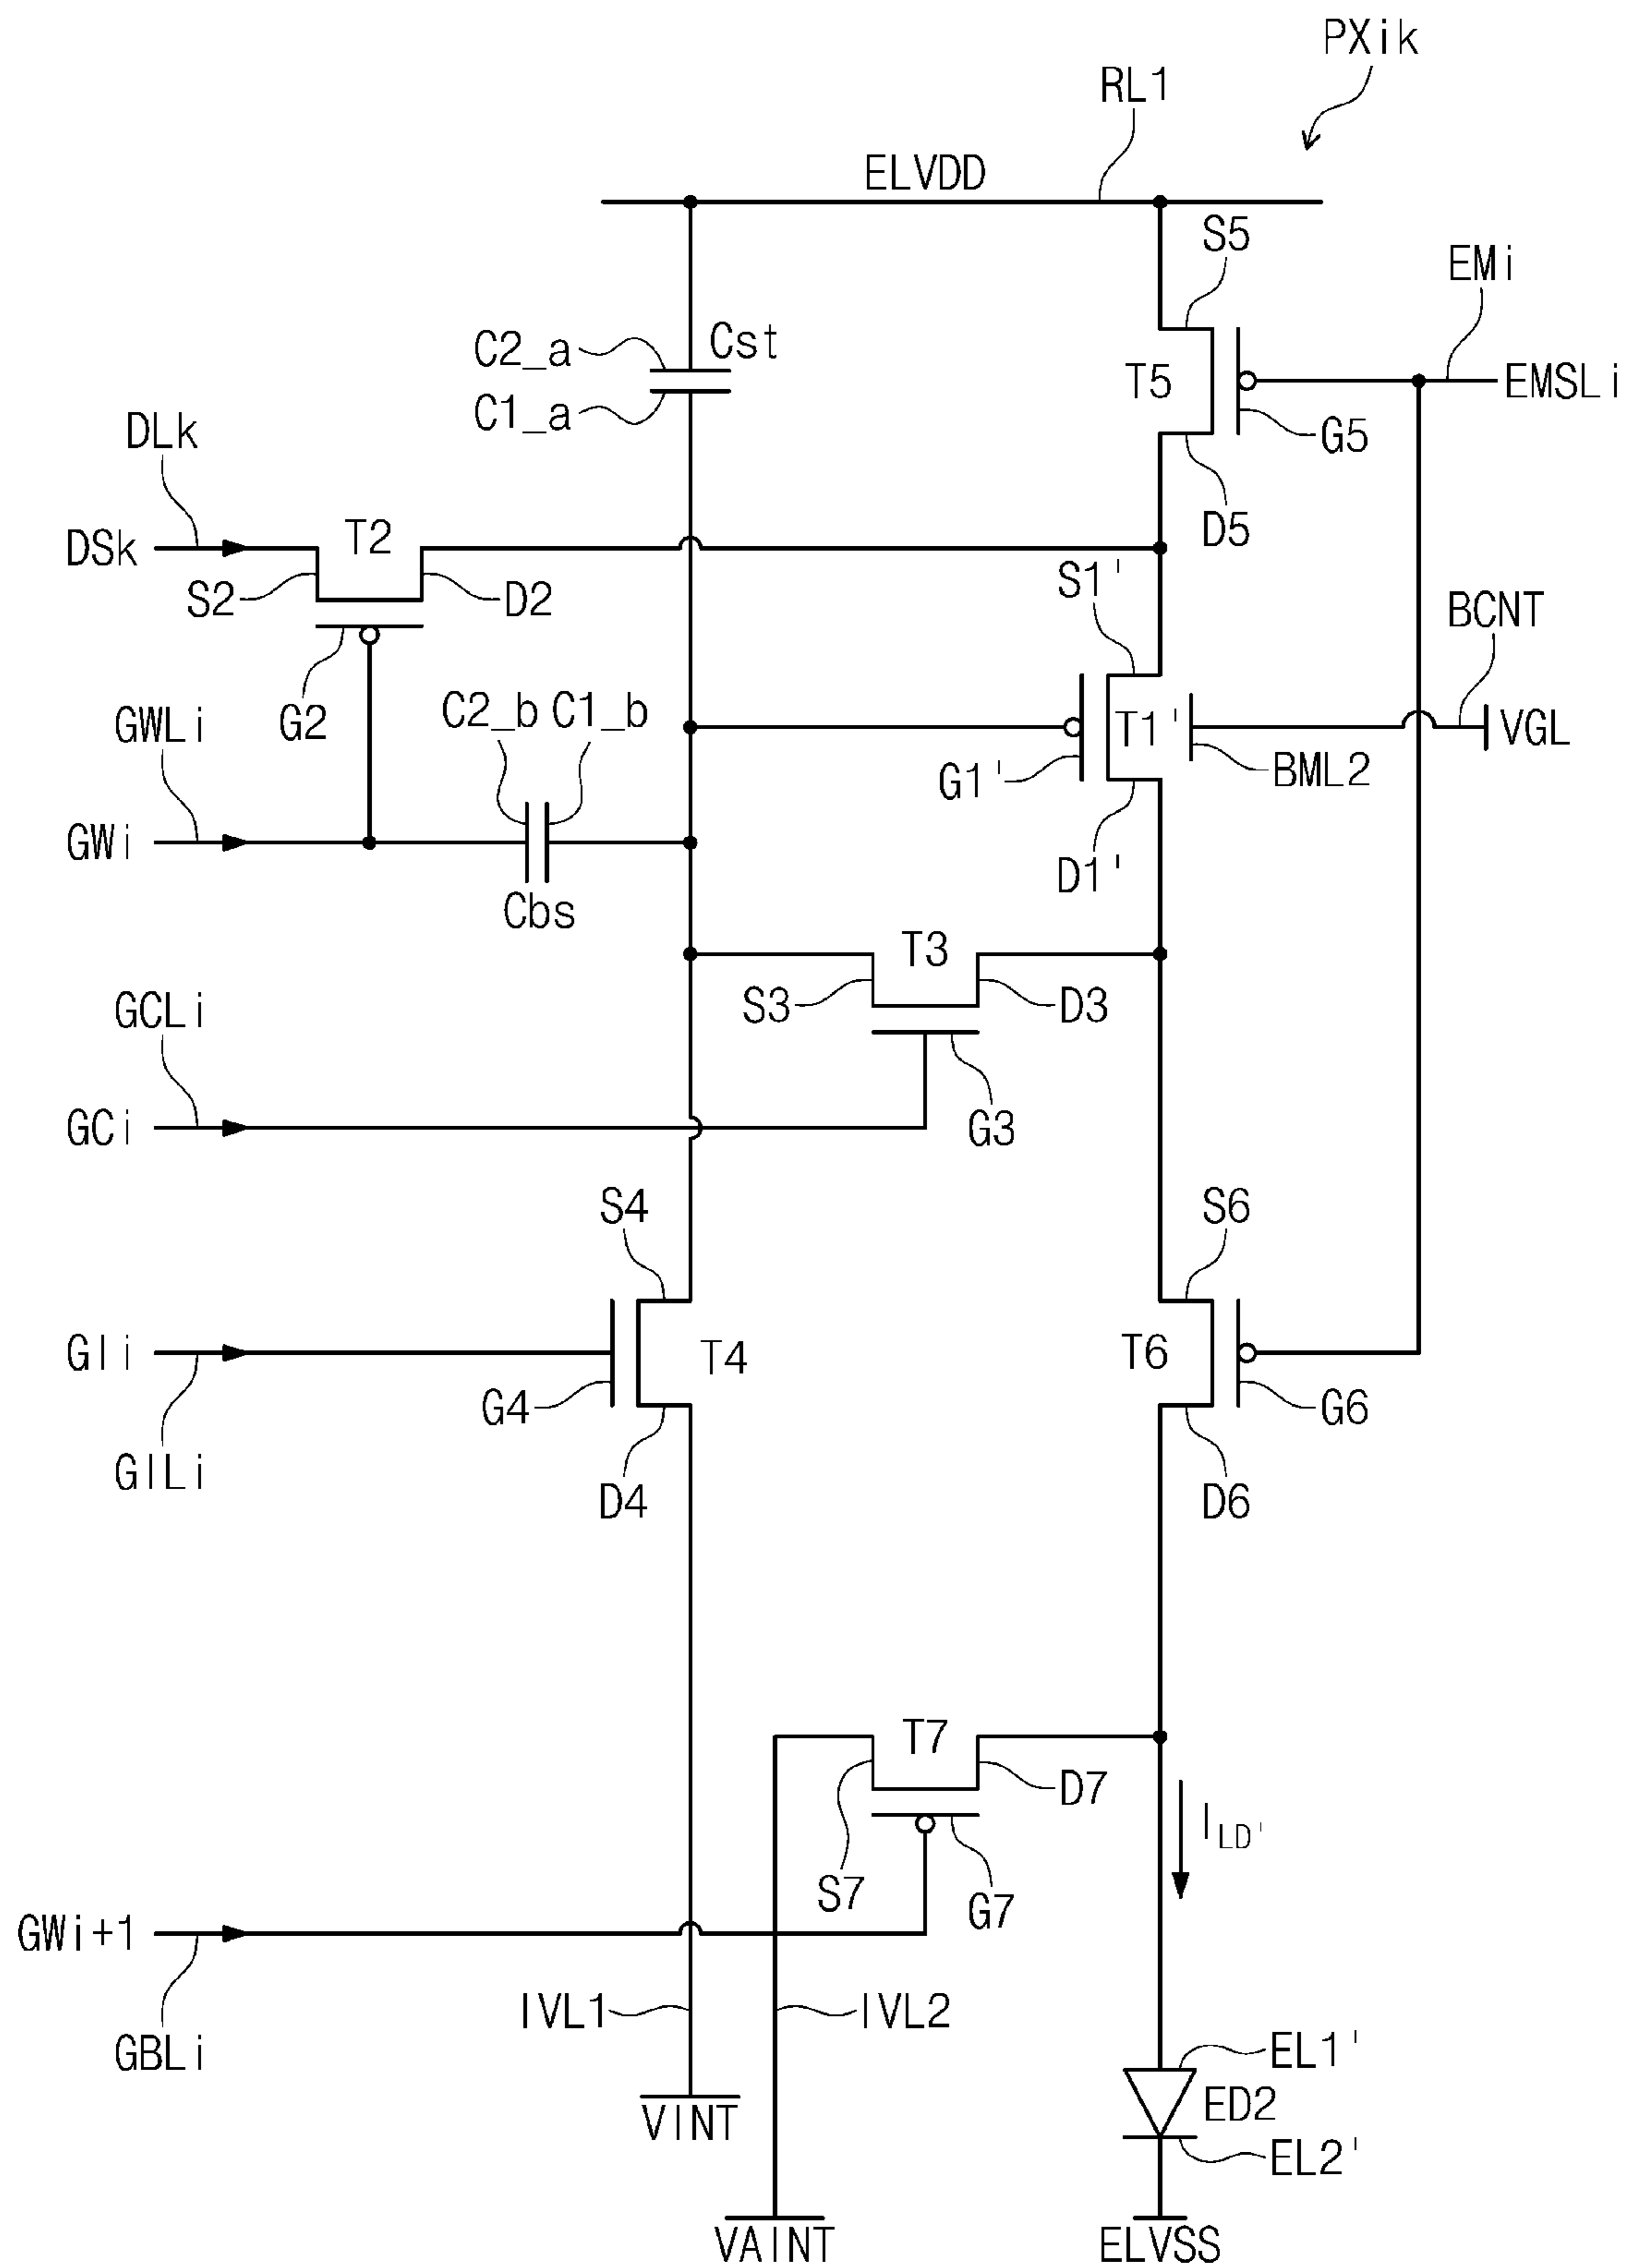 PXik
RL1
ELVDD
S5
EMi
C2_a
Cst
T5
EMSLi
C1_a
G5
DLk
D5
DSk
T2
S2
D2
S1'
BCNT
G2
C2_b
C1_b
GWLi
T1'
VGL
G1'
BML2
GWi
D1'
Cbs
T3
S3
D3
GCLi
GCi
G3
S4
S6
GIi
T4
T6
G4
G6
GILi
D4
D6
T7
D7
ILD'
S7
G7
GWi+1
IVL1
IVL2
GBLi
EL1'
ED2
VINT
EL2'
VAINT
ELVSS